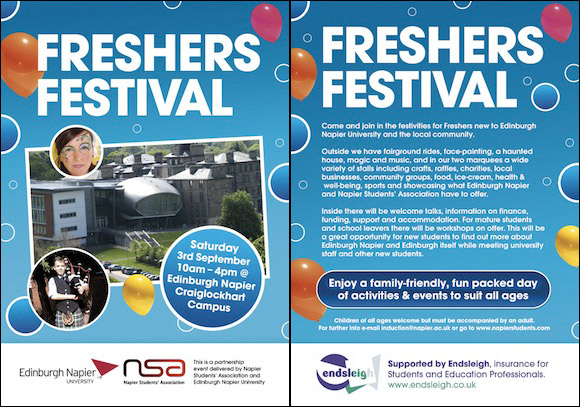 FRESHERS
FESTIVAL
Saturday
3rd September
10am–4pm @
Edinburgh Napier
Craiglockhart
Campus
Edinburgh Napier
UNIVERSITY
nsa
Napier Students' Association
This is a partnership
event delivered by Napier
Students' Association and
Edinburgh Napier University
FRESHERS
FESTIVAL
Come and join in the festivities for Freshers new to Edinburgh
Napier University and the local community.
Outside we have fairground rides, face-painting, a haunted
house, magic and music, and in our two marquees a wide
variety of stalls including crafts, raffles, charities, local
businesses, community groups, food, ice-cream, health &
well-being, sports and showcasing what Edinburgh Napier
and Napier Students' Association have to offer.
Inside there will be welcome talks, information on finance,
funding, support and accommodation. For mature students
and school leavers there will be workshops on offer. This will be
a great opportunity for new students to find out more about
Edinburgh Napier and Edinburgh itself while meeting university
staff and other new students.
Enjoy a family-friendly, fun packed day
of activities & events to suit all ages
Children of all ages welcome but must be accompanied by an adult.
For further info e-mail induction@napier.ac.uk or go to www.napierstudents.com
endsleigh
Supported by Endsleigh, insurance for
Students and Education Professionals.
www.endsleigh.co.uk